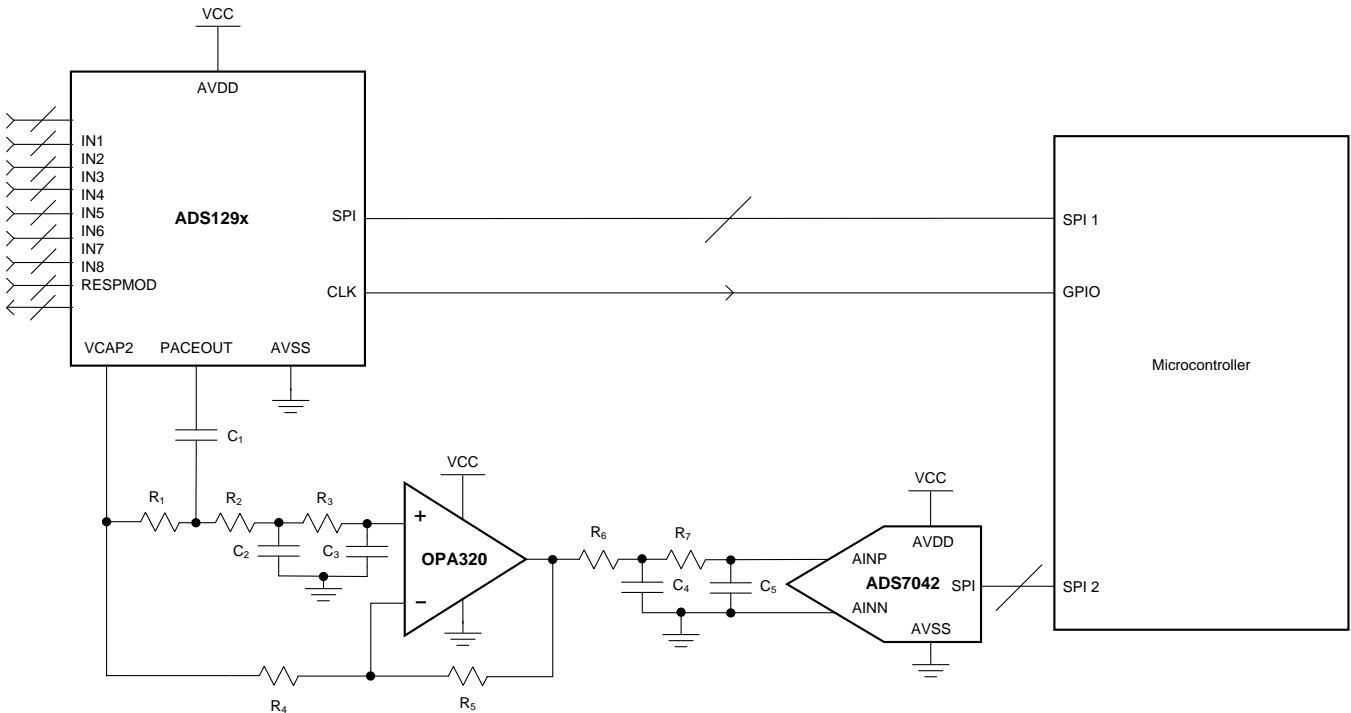 VCC
AVDD
IN1
IN2
IN3
IN4
IN5
IN6
IN7
IN8
RESPMOD
ADS129x
SPI
CLK
VCAP2 PACEOUT AVSS
SPI 1
GPIO
Microcontroller
SPI 2
C₁
R₁ R₂ R₃
C₂ C₃
VCC
+
OPA320
−
R₄ R₅
R₆ R₇
C₄ C₅
VCC
AVDD
AINP
ADS7042 SPI
AINN
AVSS